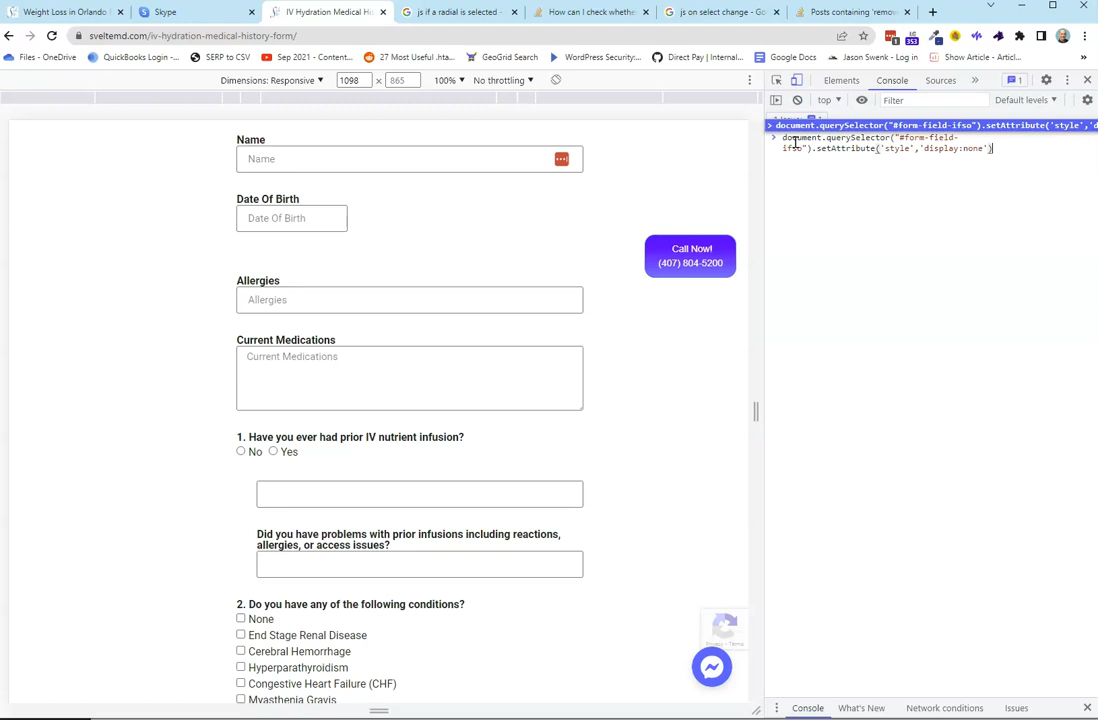 Weight Loss in Orlando
Skype
IV Hydration Medical His
js if a radial is selected -
How can I check whethe
js on select change - Go
Posts containing 'remov
sveltemd.com/iv-hydration-medical-history-form/
Files - OneDrive
QuickBooks Login -...
SERP to CSV
Sep 2021 - Content...
27 Most Useful .hta...
GeoGrid Search
WordPress Security:...
Direct Pay | Internal...
Google Docs
Jason Swenk - Log in
Show Article - Articl...
Dimensions: Responsive
1098
×
865
100%
No throttling
Elements
Console
Sources
1
top
Filter
Default levels
document.querySelector("#form-field-ifso").setAttribute('style','d
document.querySelector("#form-field-
ifso").setAttribute('style','display:none')
Name
Name
Date Of Birth
Date Of Birth
Call Now!
(407) 804-5200
Allergies
Allergies
Current Medications
Current Medications
1. Have you ever had prior IV nutrient infusion?
No Yes
Did you have problems with prior infusions including reactions,
allergies, or access issues?
2. Do you have any of the following conditions?
None
End Stage Renal Disease
Cerebral Hemorrhage
Hyperparathyroidism
Congestive Heart Failure (CHF)
Myasthenia Gravis
Privacy - Terms
Console
What's New
Network conditions
Issues